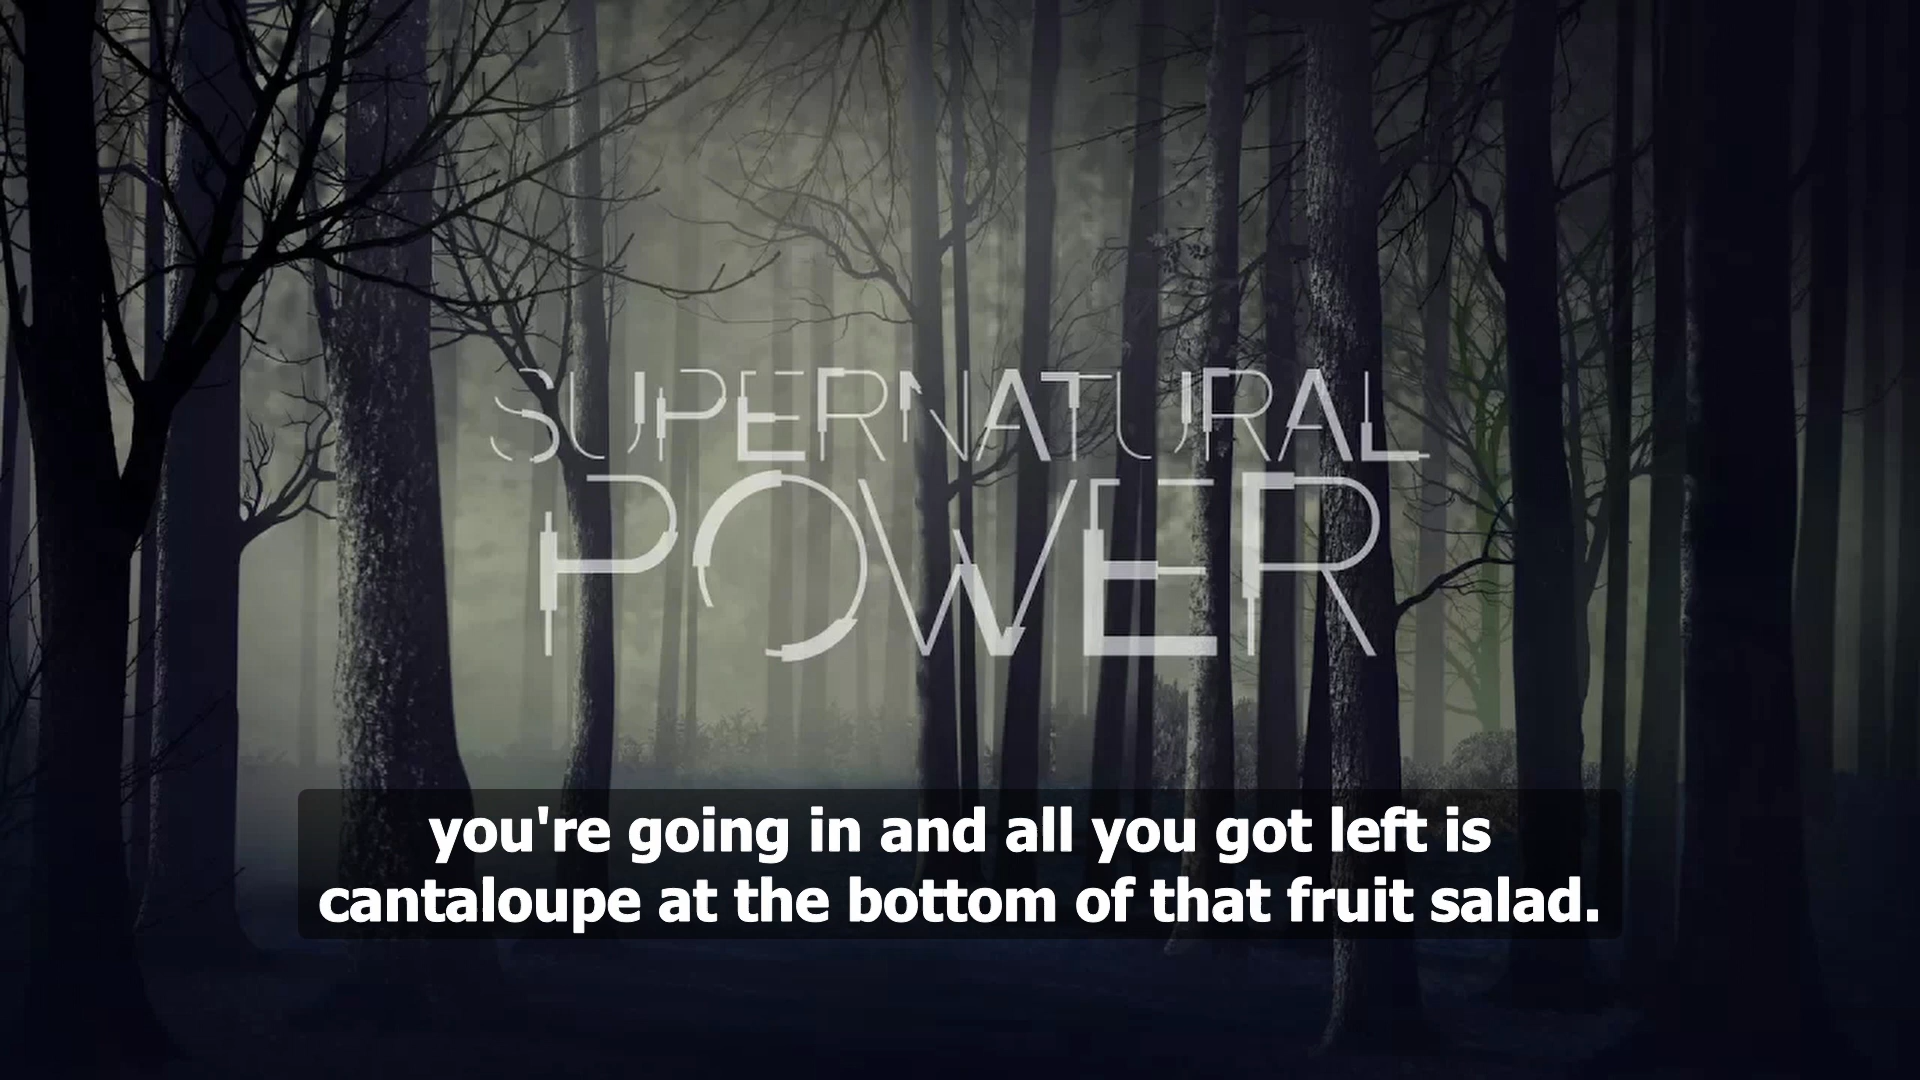 SUPERNATURAL
POWER
you're going in and all you got left is
cantaloupe at the bottom of that fruit salad.